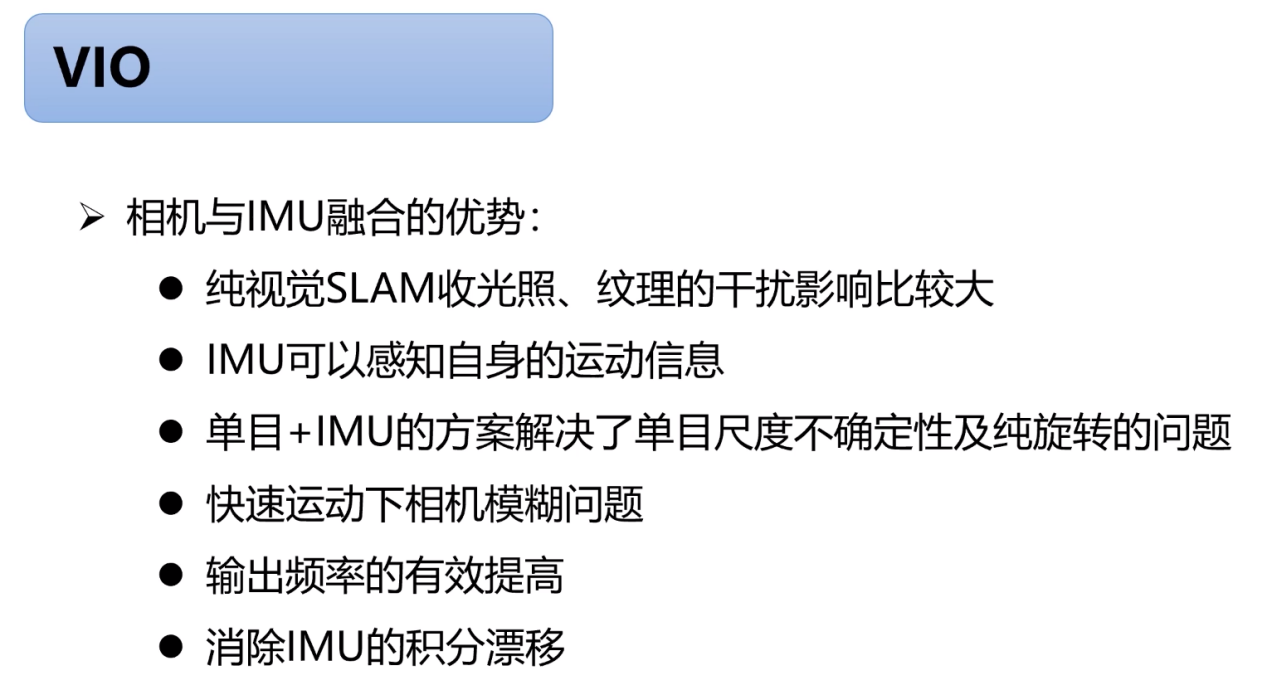 VIO
➢ 相机与IMU融合的优势：
● 纯视觉SLAM收光照、纹理的干扰影响比较大
● IMU可以感知自身的运动信息
● 单目+IMU的方案解决了单目尺度不确定性及纯旋转的问题
● 快速运动下相机模糊问题
● 输出频率的有效提高
● 消除IMU的积分漂移